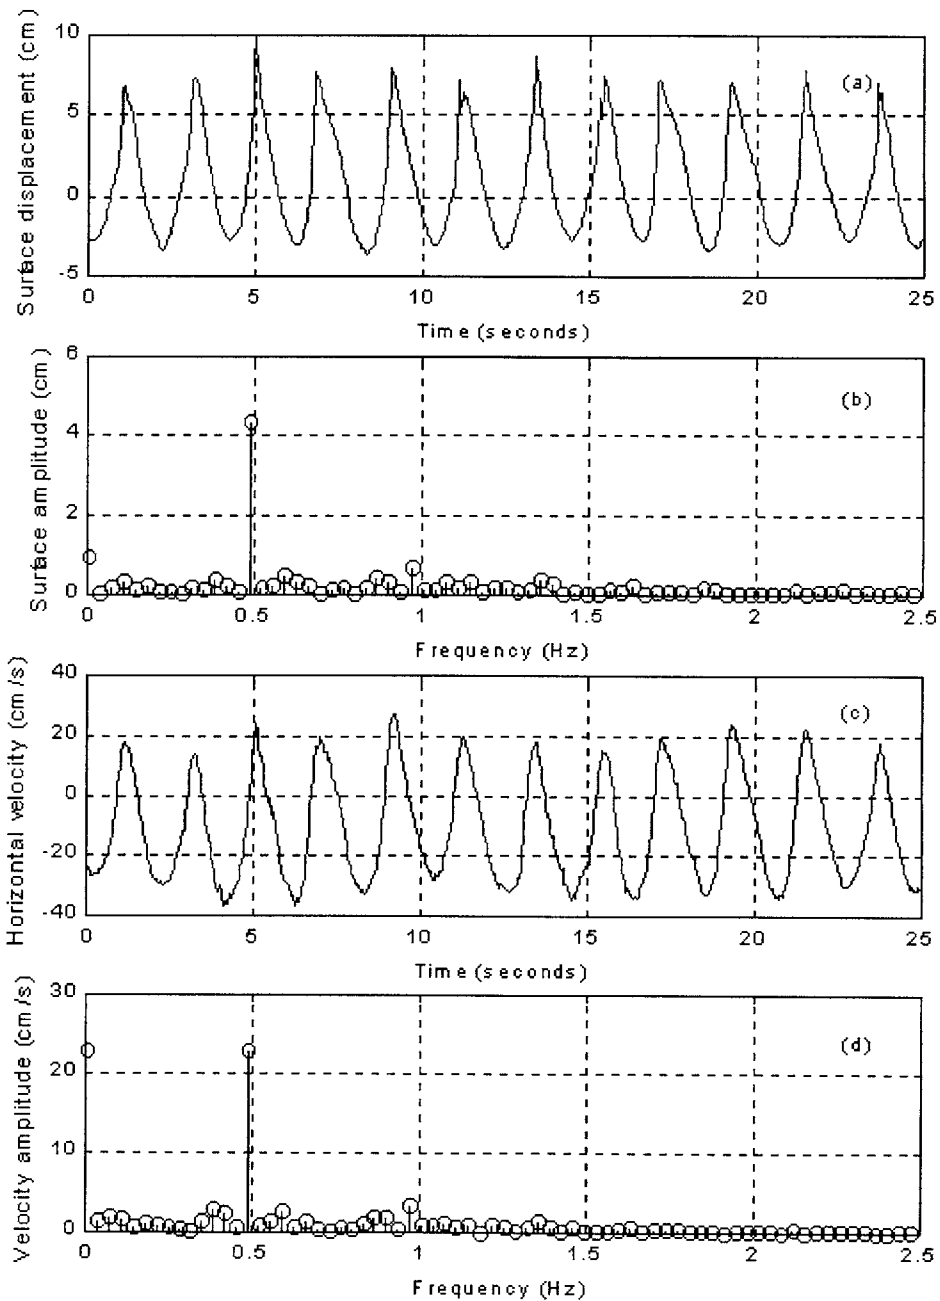 Surface displacement (cm)
10
5
0
-5
(a)
0 5 10 15 20 25
Time (seconds)
Surface amplitude (cm)
6
4
2
0
(b)
0 0.5 1 1.5 2 2.5
Frequency (Hz)
Horizontal velocity (cm/s)
40
20
0
-20
-40
(c)
0 5 10 15 20 25
Time (seconds)
Velocity amplitude (cm/s)
30
20
10
0
(d)
0 0.5 1 1.5 2 2.5
Frequency (Hz)